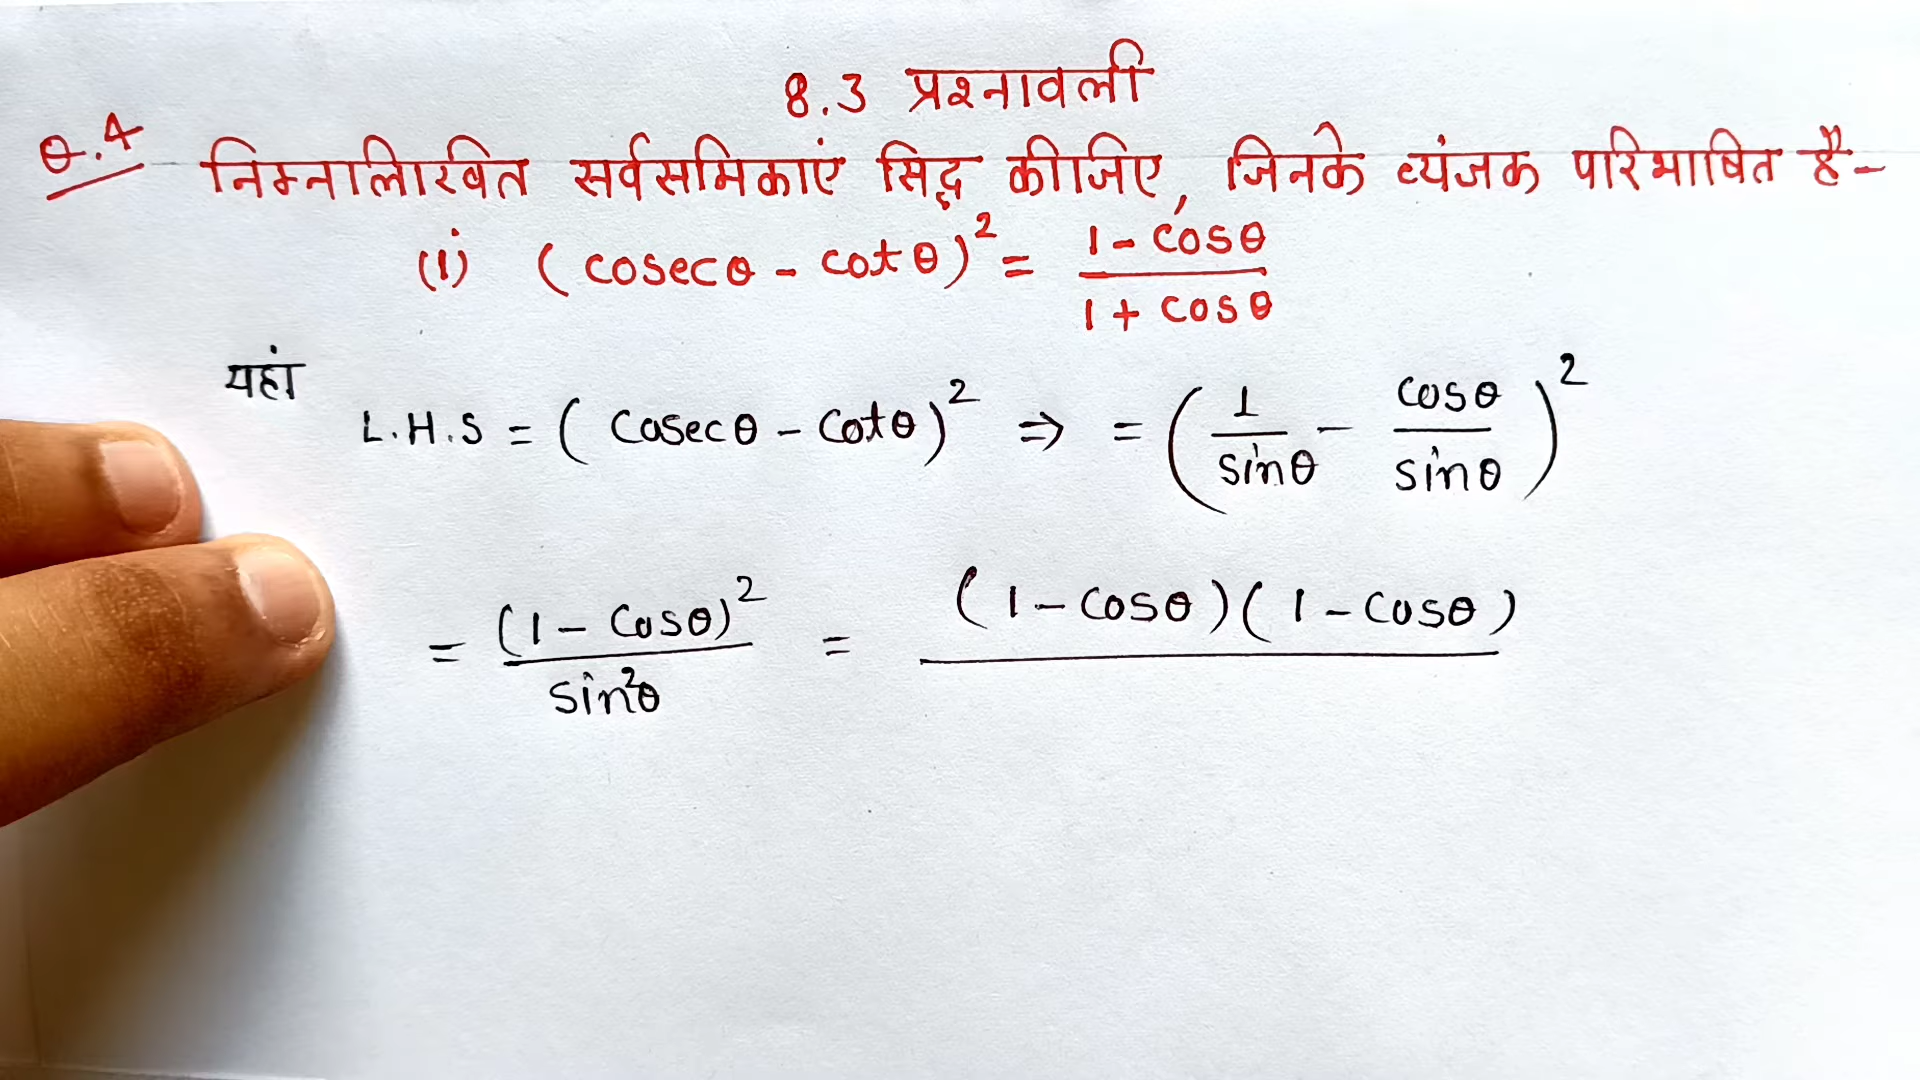 8.3 प्रश्नावली
Q.4 निम्नलिखित सर्वसमिकाएं सिद्ध कीजिए, जिनके व्यंजक परिभाषित है-
(i) (cosecθ - cotθ)² = (1 - cosθ)/(1 + cosθ)
यहां
L.H.S = (cosecθ - cotθ)² ⇒ = (1/sinθ - cosθ/sinθ)²
= (1 - cosθ)²/sin²θ = (1 - cosθ)(1 - cosθ)/